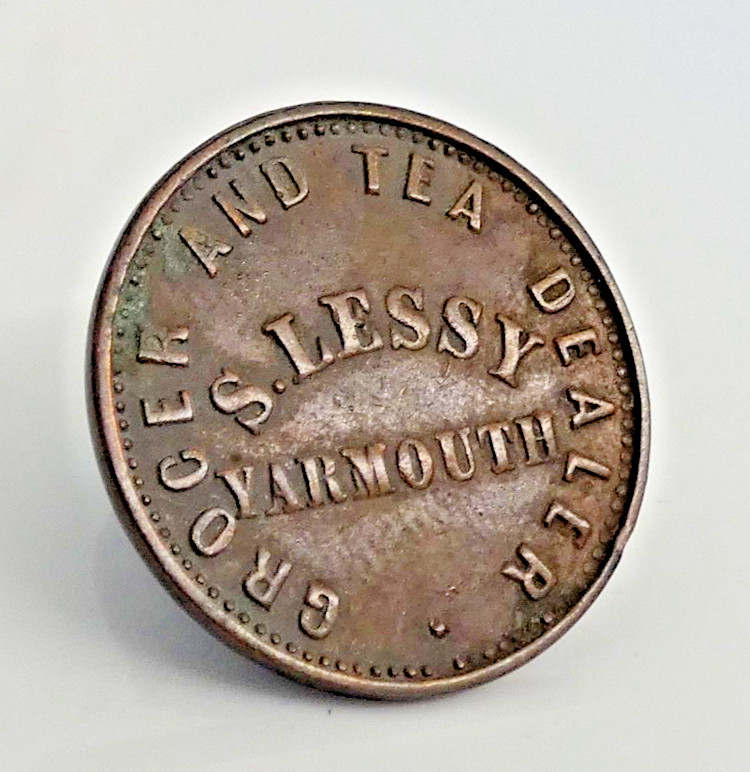 GROCER AND TEA DEALER
S. LESSY
YARMOUTH